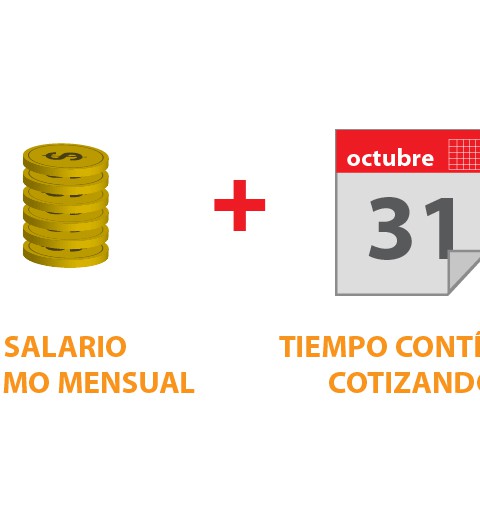 octubre
31
SALARIO
MO MENSUAL
TIEMPO CONTÍ
COTIZANDO